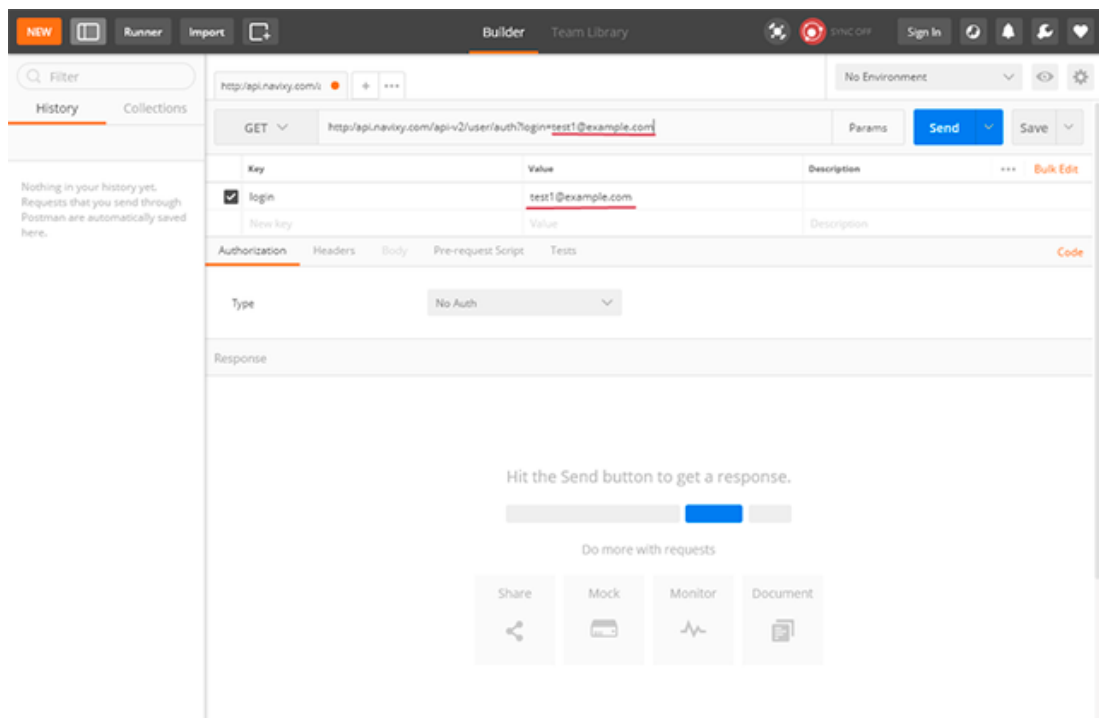 NEW Runner Import Builder Team Library SYNC OFF Sign In
Filter
History Collections
Nothing in your history yet.
Requests that you send through
Postman are automatically saved
here.
http:/api.navixy.com/ + ... No Environment
GET http:/api.navixy.com/api-v2/user/auth?login=test1@example.com Params Send Save
Key Value Description ... Bulk Edit
login test1@example.com
New key Value Description
Authorization Headers Body Pre-request Script Tests Code
Type No Auth
Response
Hit the Send button to get a response.
Do more with requests
Share Mock Monitor Document